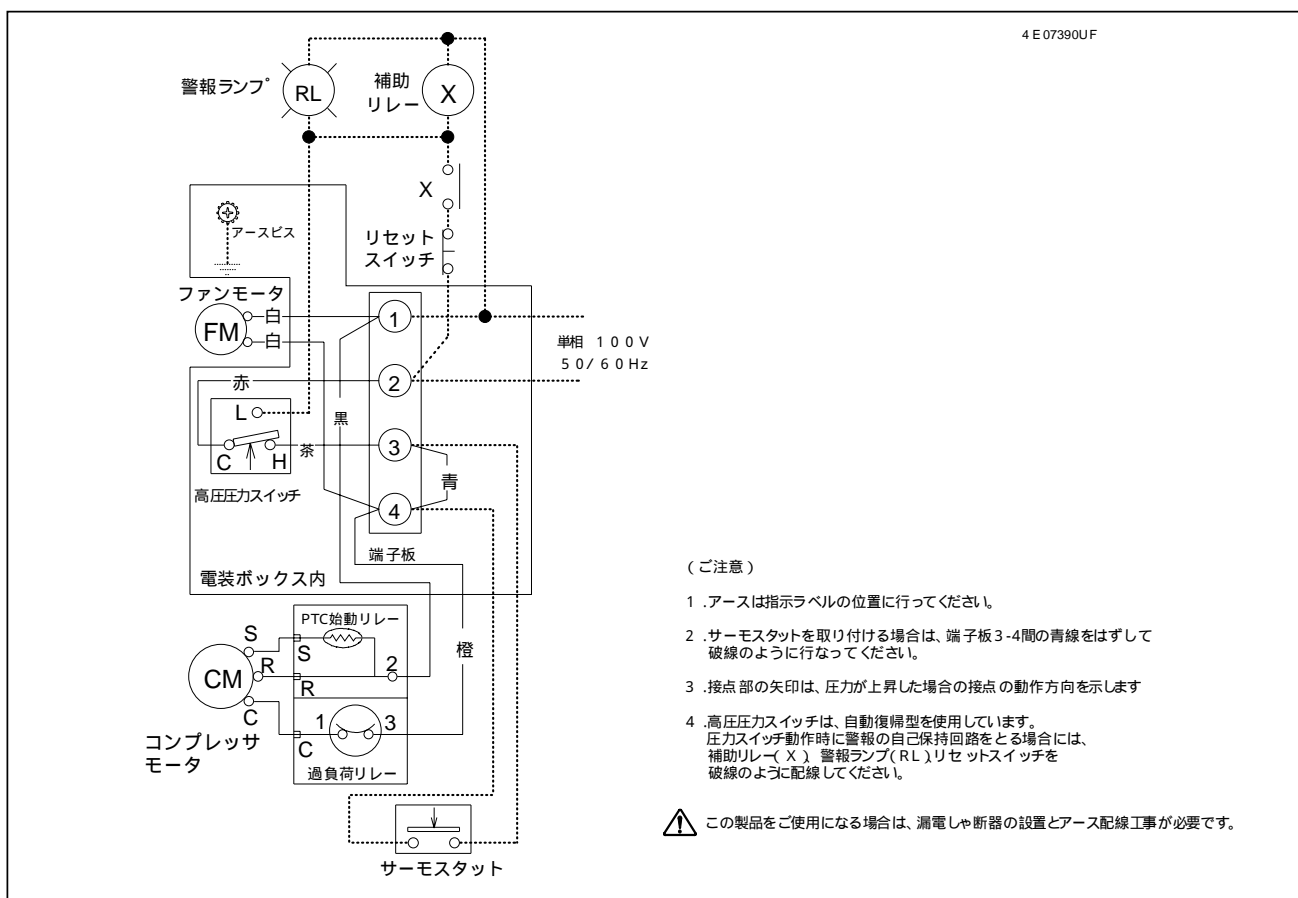 4E07390UF
警報ランプ
RL
補助
リレー
X
X
リセット
スイッチ
アースビス
ファンモータ
FM
白
白
1
単相 100V
50/60Hz
赤
2
L
黒
C
H
茶
3
高圧圧力スイッチ
青
4
端子板
電装ボックス内
PTC始動リレー
S
S
橙
CM
R
2
R
C
1
3
C
コンプレッサ
モータ
過負荷リレー
サーモスタット
(ご注意)
1.アースは指示ラベルの位置に行ってください。
2.サーモスタットを取り付ける場合は、端子板3-4間の青線をはずして
破線のように行なってください。
3.接点部の矢印は、圧力が上昇した場合の接点の動作方向を示します
4.高圧圧力スイッチは、自動復帰型を使用しています。
圧力スイッチ動作時に警報の自己保持回路をとる場合には、
補助リレー(X)、警報ランプ(RL)、リセットスイッチを
破線のように配線してください。
この製品をご使用になる場合は、漏電しゃ断器の設置とアース配線工事が必要です。